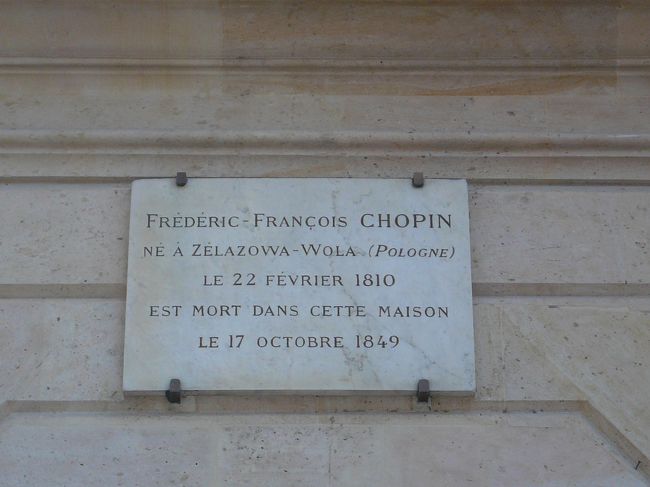 FRÉDÉRIC-FRANÇOIS CHOPIN
NÉ À ZÉLAZOWA-WOLA (POLOGNE)
LE 22 FÉVRIER 1810
EST MORT DANS CETTE MAISON
LE 17 OCTOBRE 1849